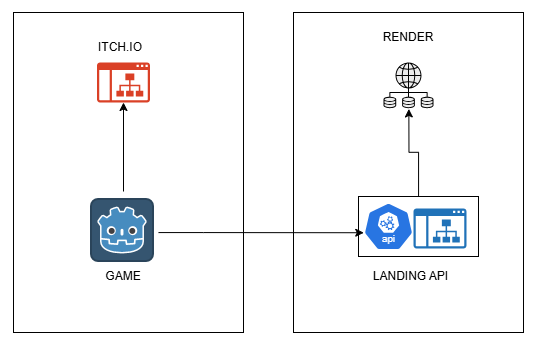 ITCH.IO
RENDER
api
GAME
LANDING API